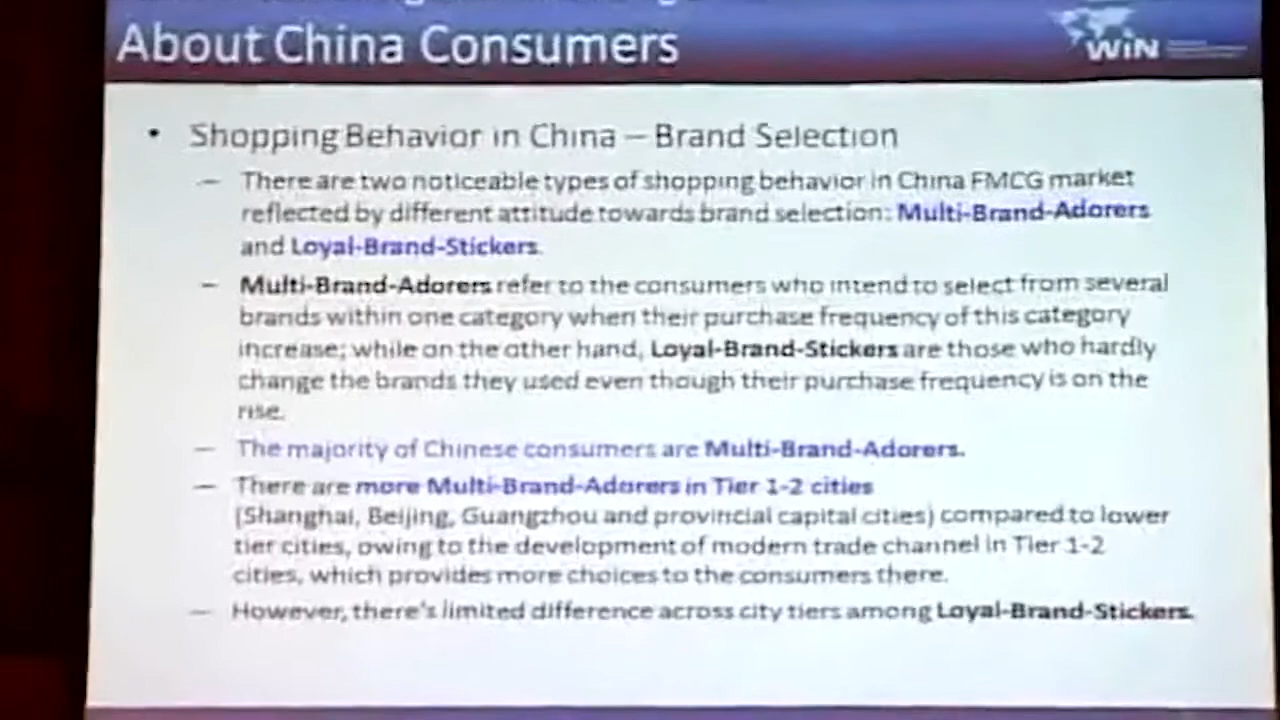 About China Consumers
WIN
• Shopping Behavior in China – Brand Selection
– There are two noticeable types of shopping behavior in China FMCG market
reflected by different attitude towards brand selection: Multi-Brand-Adorers
and Loyal-Brand-Stickers.
– Multi-Brand-Adorers refer to the consumers who intend to select from several
brands within one category when their purchase frequency of this category
increase; while on the other hand, Loyal-Brand-Stickers are those who hardly
change the brands they used even though their purchase frequency is on the
rise.
– The majority of Chinese consumers are Multi-Brand-Adorers.
– There are more Multi-Brand-Adorers in Tier 1-2 cities
(Shanghai, Beijing, Guangzhou and provincial capital cities) compared to lower
tier cities, owing to the development of modern trade channel in Tier 1-2
cities, which provides more choices to the consumers there.
– However, there's limited difference across city tiers among Loyal-Brand-Stickers.